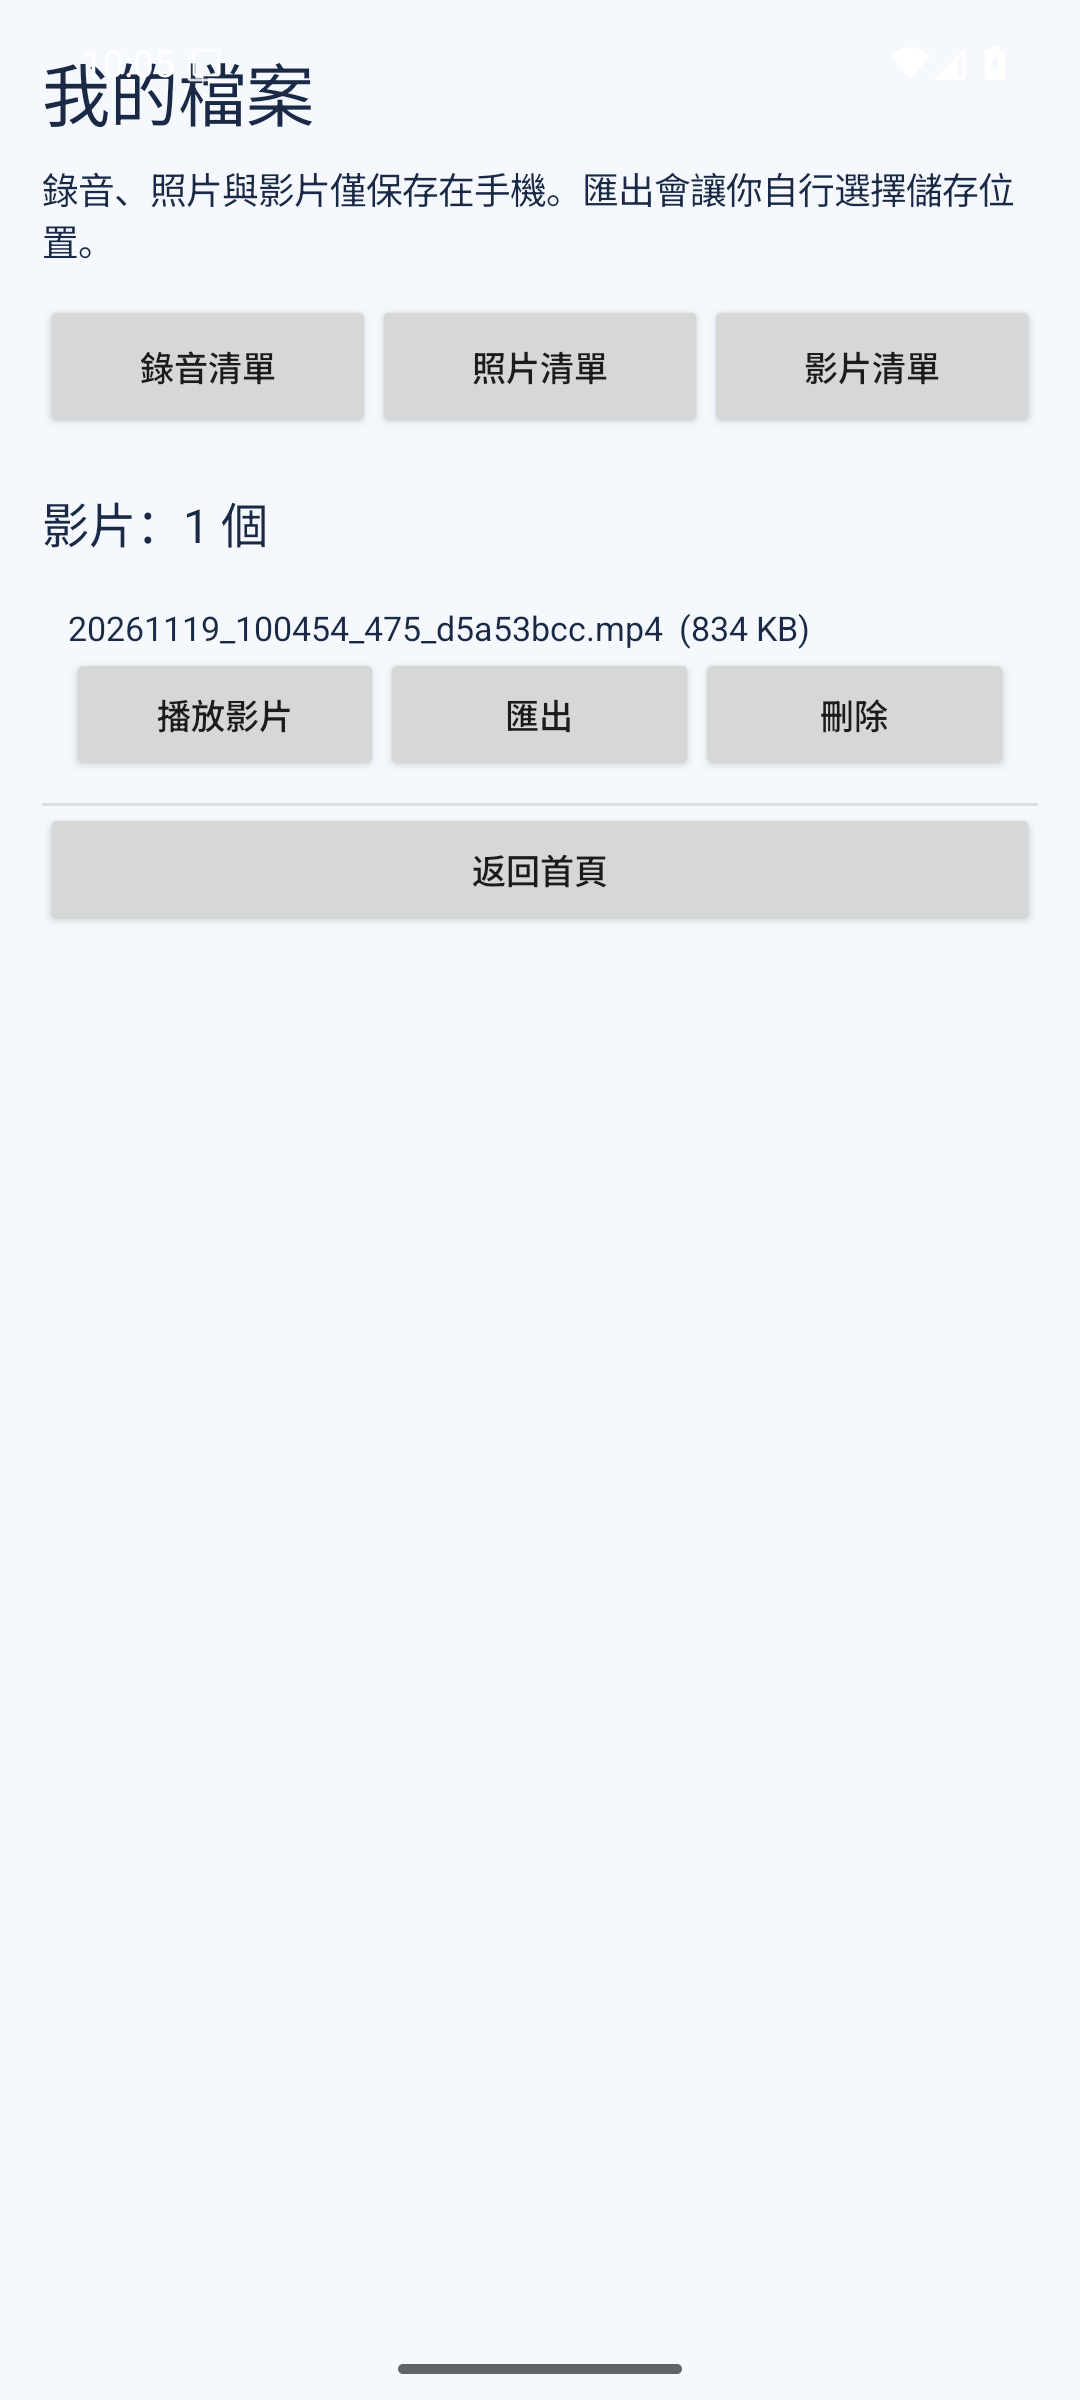 10:05
我的檔案
錄音、照片與影片僅保存在手機。匯出會讓你自行選擇儲存位
置。
錄音清單 照片清單 影片清單
影片：1 個
20261119_100454_475_d5a53bcc.mp4 (834 KB)
播放影片 匯出 刪除
返回首頁